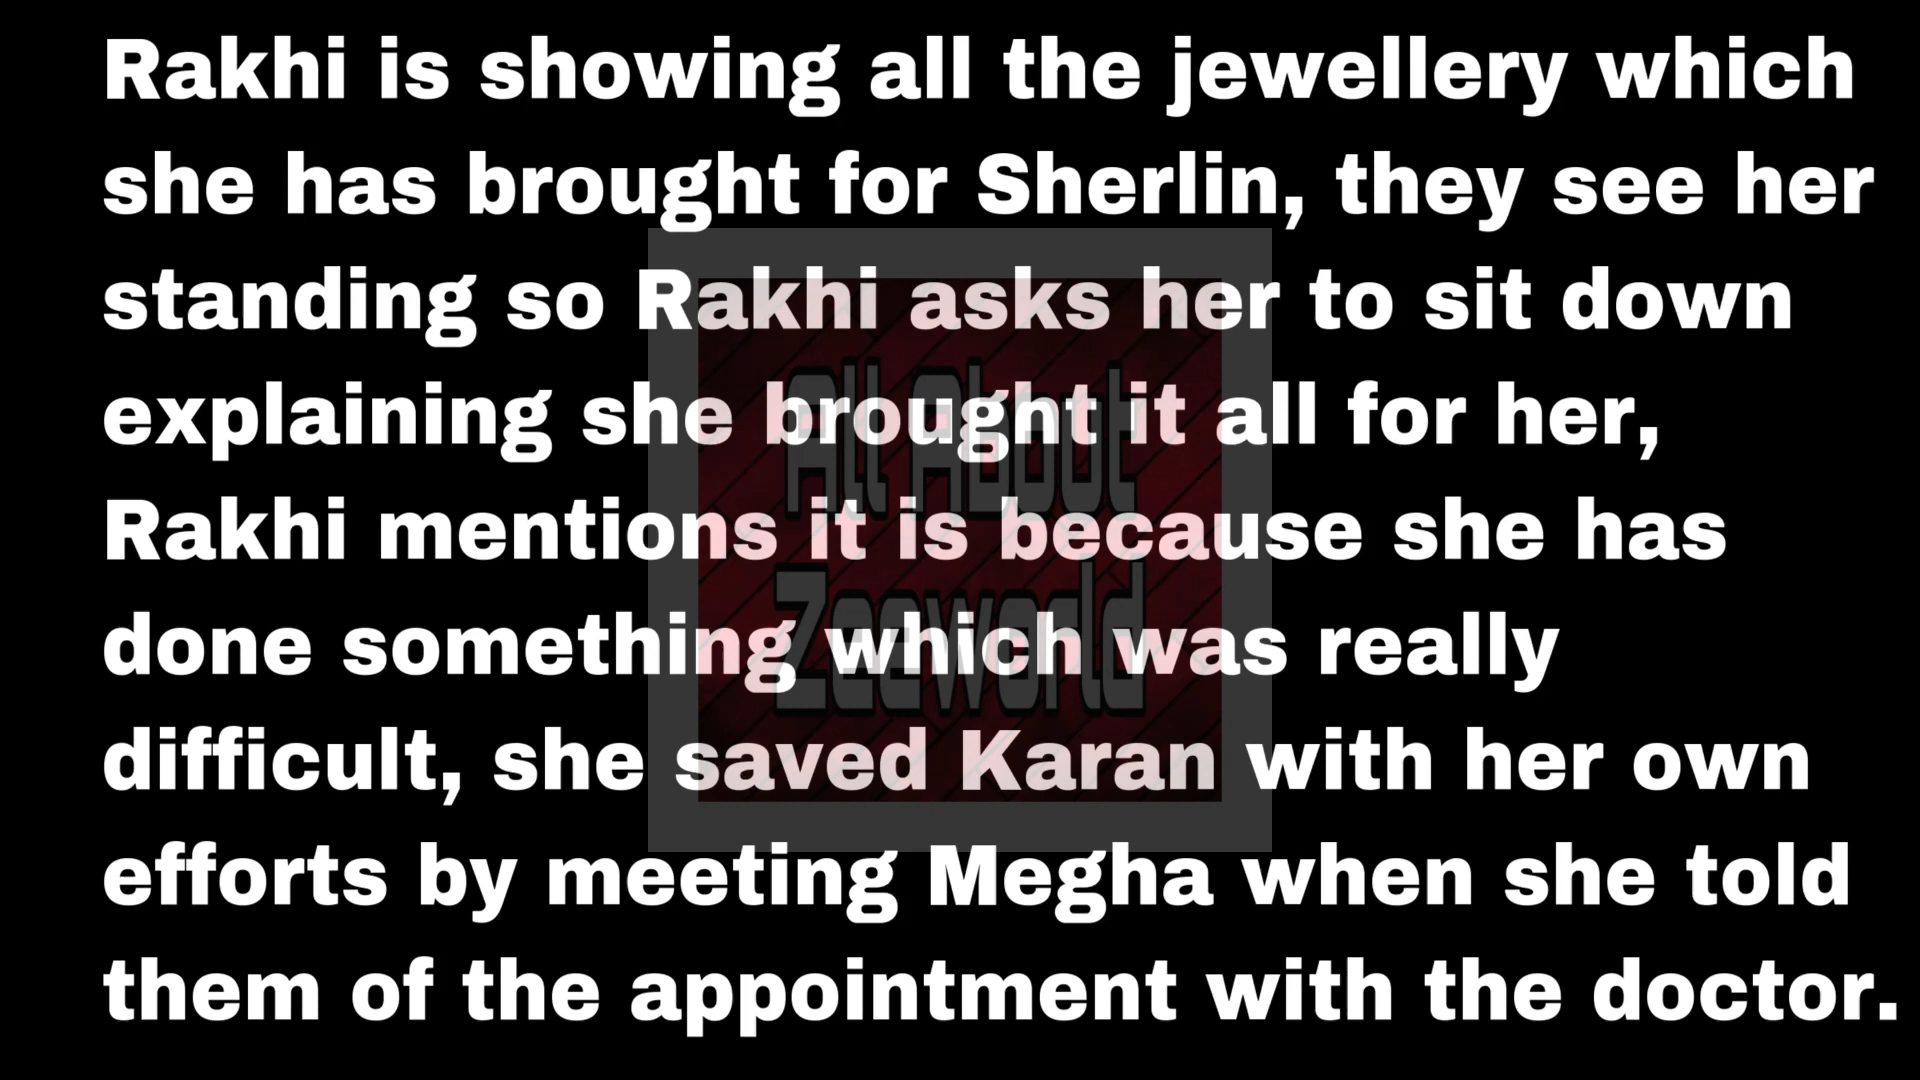 Rakhi is showing all the jewellery which
she has brought for Sherlin, they see her
standing so Rakhi asks her to sit down
explaining she brought it all for her,
Rakhi mentions it is because she has
done something which was really
difficult, she saved Karan with her own
efforts by meeting Megha when she told
them of the appointment with the doctor.
All About
Zeeworld